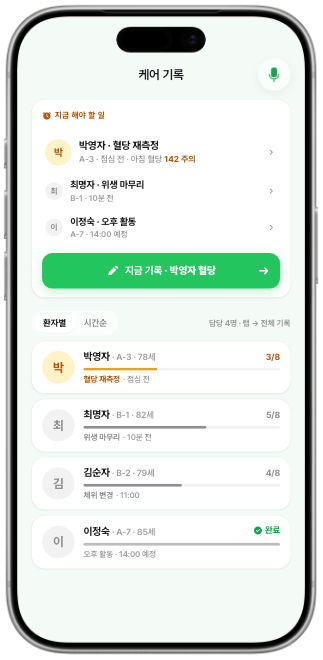 케어 기록
지금 해야 할 일
박
박영자 · 혈당 재측정
A-3 · 점심 전 · 아침 혈당 142 주의
최
최명자 · 위생 마무리
B-1 · 10분 전
이
이정숙 · 오후 활동
A-7 · 14:00 예정
지금 기록 · 박영자 혈당
환자별 시간순 담당 4명 · 탭 → 전체 기록
박
박영자 · A-3 · 78세 3/8
혈당 재측정 · 점심 전
최
최명자 · B-1 · 82세 5/8
위생 마무리 · 10분 전
김
김순자 · B-2 · 79세 4/8
체위 변경 · 11:00
이
이정숙 · A-7 · 85세 완료
오후 활동 · 14:00 예정